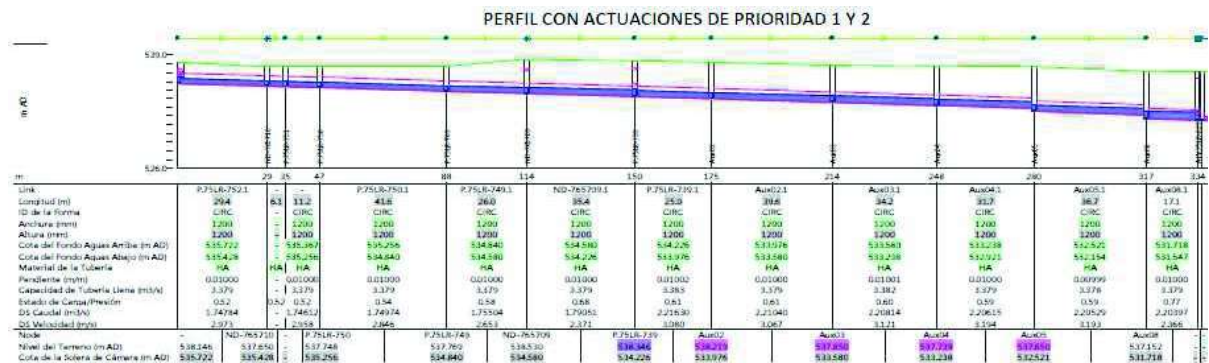 PERFIL CON ACTUACIONES DE PRIORIDAD 1 Y 2
539.0
m AD
526.0
m 29 35 47 88 114 150 175 214 248 280 317 334
Link P.75LR-752.1 - - P.75LR-750.1 P.75LR-749.1 ND-765709.1 P.75LR-739.1 Aux02.1 Aux03.1 Aux04.1 Aux05.1 Aux08.1
Longitud (m) 29.4 6.1 11.2 41.6 26.0 35.4 25.0 39.6 34.2 31.7 36.7 17.1
ID de la Forma CIRC - CIRC CIRC CIRC CIRC CIRC CIRC CIRC CIRC CIRC CIRC
Anchura (mm) 1200 - 1200 1200 1200 1200 1200 1200 1200 1200 1200 1200
Altura (mm) 1200 - 1200 1200 1200 1200 1200 1200 1200 1200 1200 1200
Cota del Fondo Aguas Arriba (m AD) 535.722 - 535.367 535.256 534.840 534.580 534.226 533.976 533.580 533.238 532.521 531.718
Cota del Fondo Aguas Abajo (m AD) 535.428 - 535.256 534.840 534.580 534.226 533.976 533.580 533.238 532.921 532.154 531.547
Material de la Tubería HA HA HA HA HA HA HA HA HA HA HA HA
Pendiente (m/m) 0.01000 - 0.01000 0.01000 0.01000 0.01000 0.01002 0.01000 0.01001 0.01000 0.00999 0.01000
Capacidad de Tubería Llena (m3/s) 3.379 - 3.379 3.379 3.379 3.379 3.383 3.379 3.382 3.379 3.378 3.379
Estado de Carga/Presión 0.52 0.52 0.52 0.54 0.58 0.68 0.61 0.61 0.60 0.59 0.59 0.77
DS Caudal (m3/s) 1.74784 - 1.74612 1.74974 1.75504 1.79051 2.21630 2.21040 2.20814 2.20615 2.20529 2.20397
DS Velocidad (m/s) 2.973 - 2.958 2.846 2.653 2.371 3.060 3.067 3.121 3.194 3.193 2.366
Node - ND-765710 - P.75LR-750 P.75LR-749 ND-765709 P.75LR-739 Aux02 Aux03 Aux04 Aux05 Aux08
Nivel del Terreno (m AD) 538.146 537.650 - 537.748 537.769 538.530 538.346 538.219 537.850 537.729 537.650 537.152
Cota de la Solera de Cámara (m AD) 535.722 535.428 - 535.256 534.840 534.580 534.226 533.976 533.580 533.238 532.521 531.718